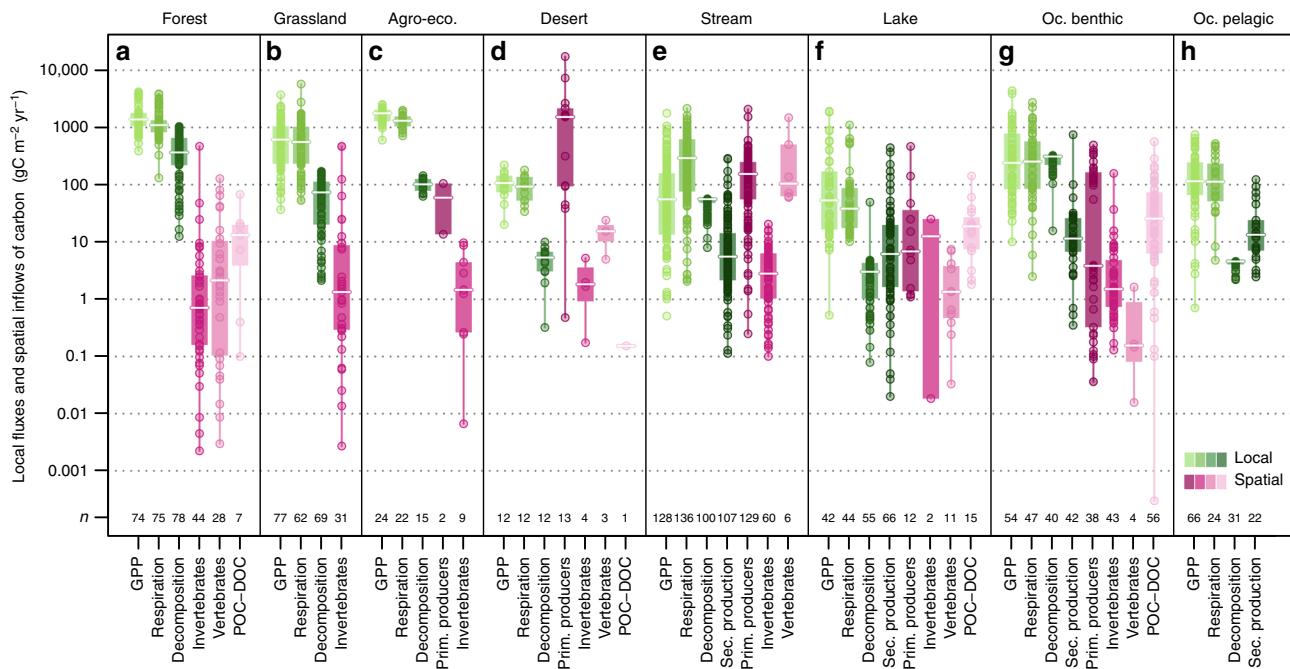 Forest Grassland Agro-eco. Desert Stream Lake Oc. benthic Oc. pelagic
a b c d e f g h
Local fluxes and spatial inflows of carbon (gC m⁻² yr⁻¹)
10,000
1000
100
10
1
0.1
0.01
0.001
Local
Spatial
n 74 75 78 44 28 7 77 62 69 31 24 22 15 2 9 12 12 12 13 4 3 1 128 136 100 107 129 60 6 42 44 55 66 12 2 11 15 54 47 40 42 38 43 4 56 66 24 31 22
GPP
Respiration
Decomposition
Invertebrates
Vertebrates
POC–DOC
GPP
Respiration
Decomposition
Invertebrates
GPP
Respiration
Decomposition
Prim. producers
Invertebrates
GPP
Respiration
Decomposition
Prim. producers
Invertebrates
Vertebrates
POC–DOC
GPP
Respiration
Decomposition
Sec. production
Prim. producers
Invertebrates
Vertebrates
GPP
Respiration
Decomposition
Sec. production
Prim. producers
Invertebrates
Vertebrates
POC–DOC
GPP
Respiration
Decomposition
Sec. production
Prim. producers
Invertebrates
Vertebrates
POC–DOC
GPP
Respiration
Decomposition
Sec. production